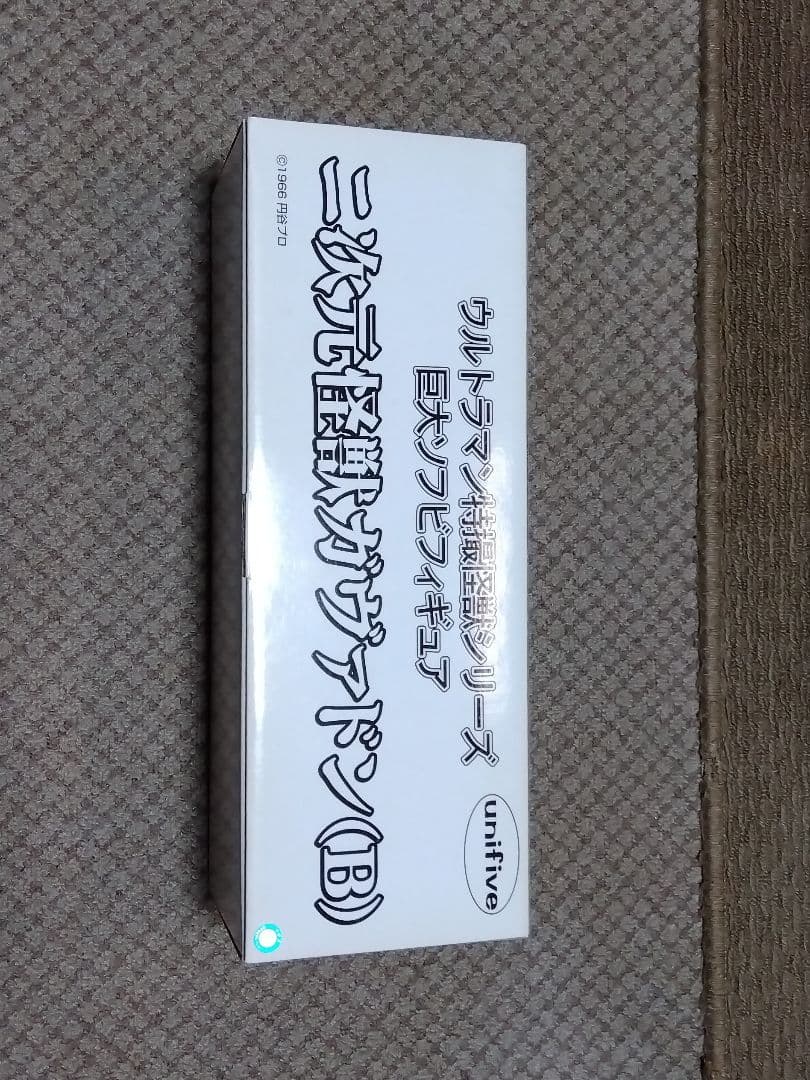 ウルトラマン特撮怪獣シリーズ
巨大ソフビフィギュア
unifive
二次元怪獣ガヴァドン(B)
©1966 円谷プロ